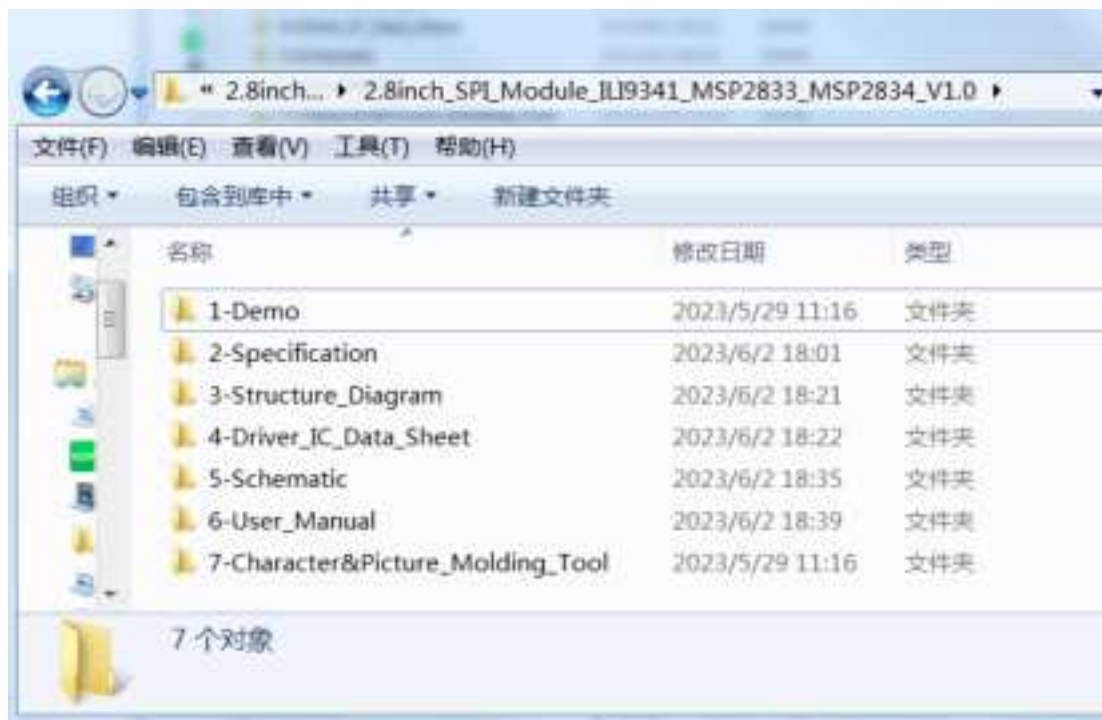 « 2.8inch... ▸ 2.8inch_SPI_Module_ILI9341_MSP2833_MSP2834_V1.0 ▸
文件(F) 编辑(E) 查看(V) 工具(T) 帮助(H)
组织 包含到库中 共享 新建文件夹
名称 修改日期 类型
1-Demo 2023/5/29 11:16 文件夹
2-Specification 2023/6/2 18:01 文件夹
3-Structure_Diagram 2023/6/2 18:21 文件夹
4-Driver_IC_Data_Sheet 2023/6/2 18:22 文件夹
5-Schematic 2023/6/2 18:35 文件夹
6-User_Manual 2023/6/2 18:39 文件夹
7-Character&Picture_Molding_Tool 2023/5/29 11:16 文件夹
7 个对象